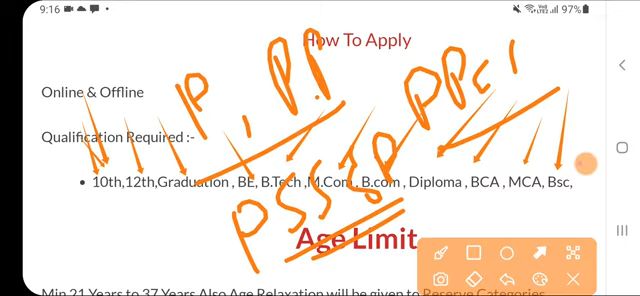 9:16 97%
How To Apply
Online & Offline
Qualification Required :-
• 10th,12th,Graduation , BE, B.Tech ,M.Com , B.com , Diploma , BCA , MCA, Bsc,
Age Limit
Min 21 Years to 37 Years Also Age Relaxation will be given to Reserve Categories